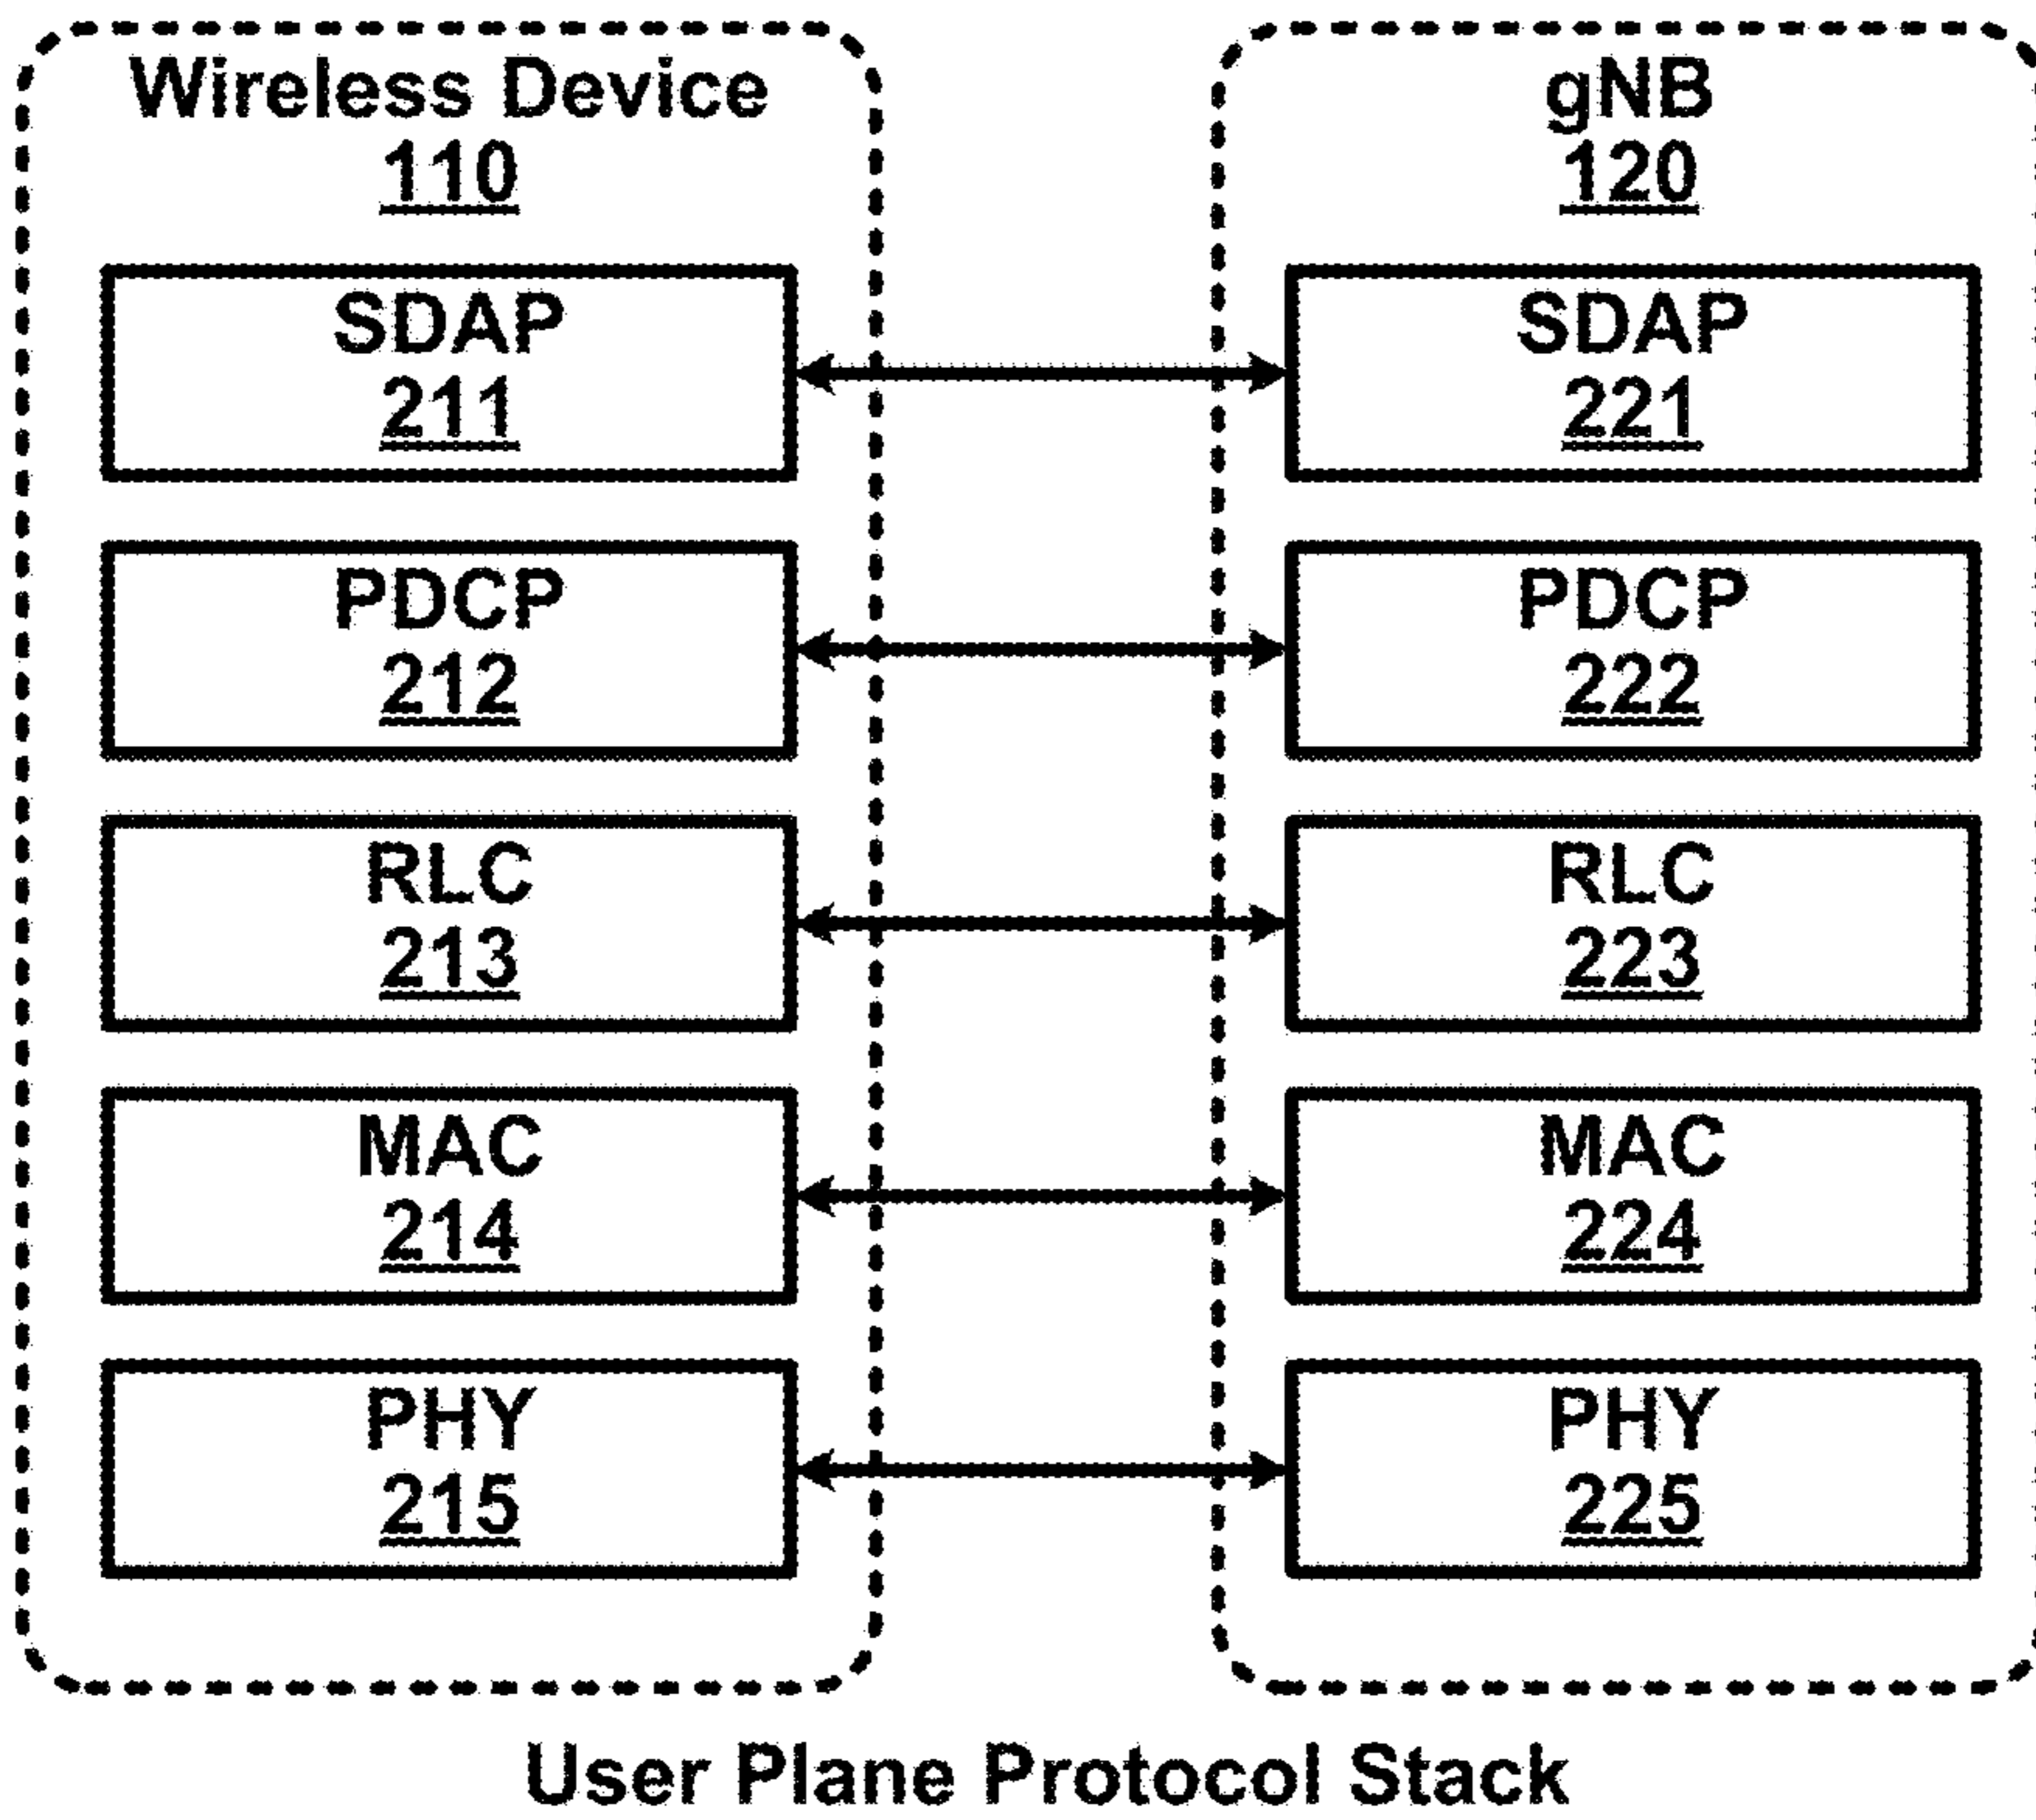 Wireless Device
110
SDAP
211
PDCP
212
RLC
213
MAC
214
PHY
215
gNB
120
SDAP
221
PDCP
222
RLC
223
MAC
224
PHY
225
User Plane Protocol Stack